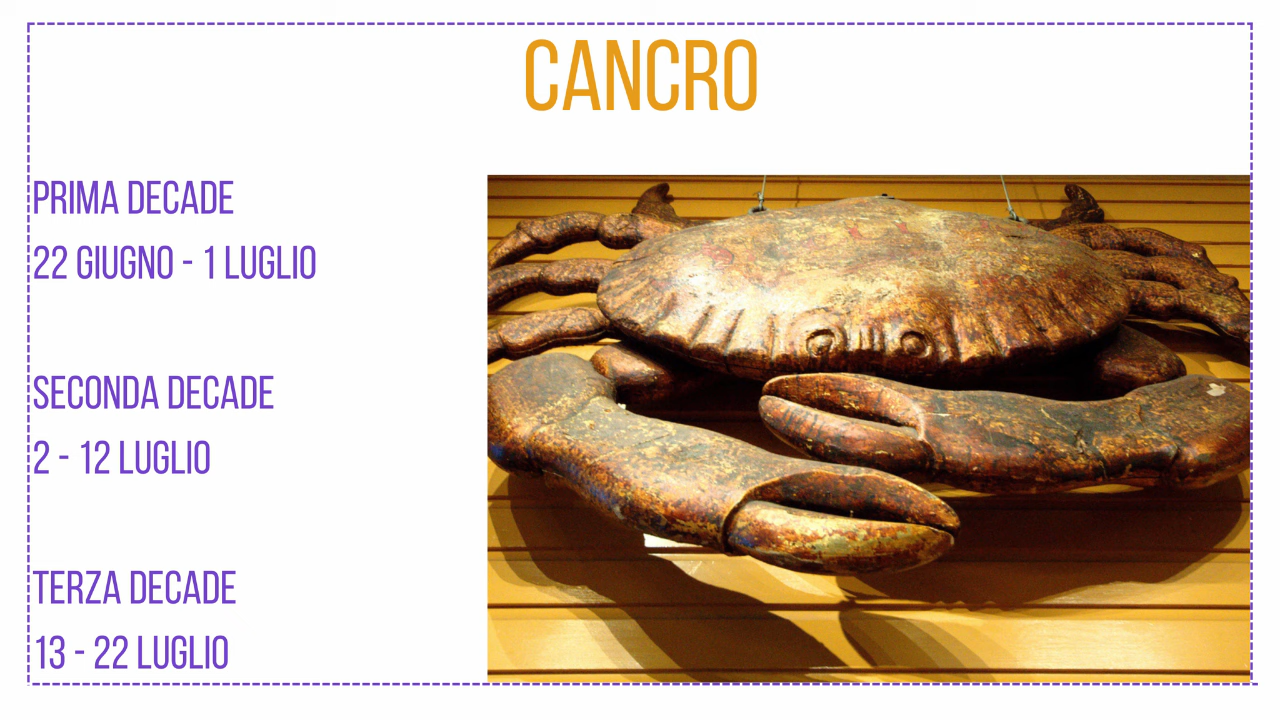 CANCRO
PRIMA DECADE
22 GIUGNO - 1 LUGLIO
SECONDA DECADE
2 - 12 LUGLIO
TERZA DECADE
13 - 22 LUGLIO